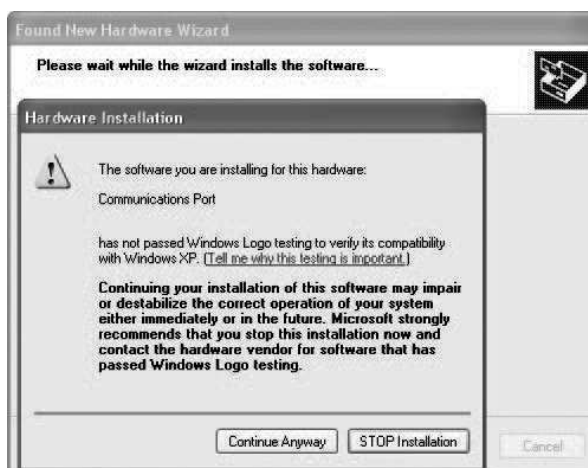 Found New Hardware Wizard
Please wait while the wizard installs the software...
Hardware Installation
The software you are installing for this hardware:
Communications Port
has not passed Windows Logo testing to verify its compatibility
with Windows XP. (Tell me why this testing is important.)
Continuing your installation of this software may impair
or destabilize the correct operation of your system
either immediately or in the future. Microsoft strongly
recommends that you stop this installation now and
contact the hardware vendor for software that has
passed Windows Logo testing.
Continue Anyway
STOP Installation
Cancel